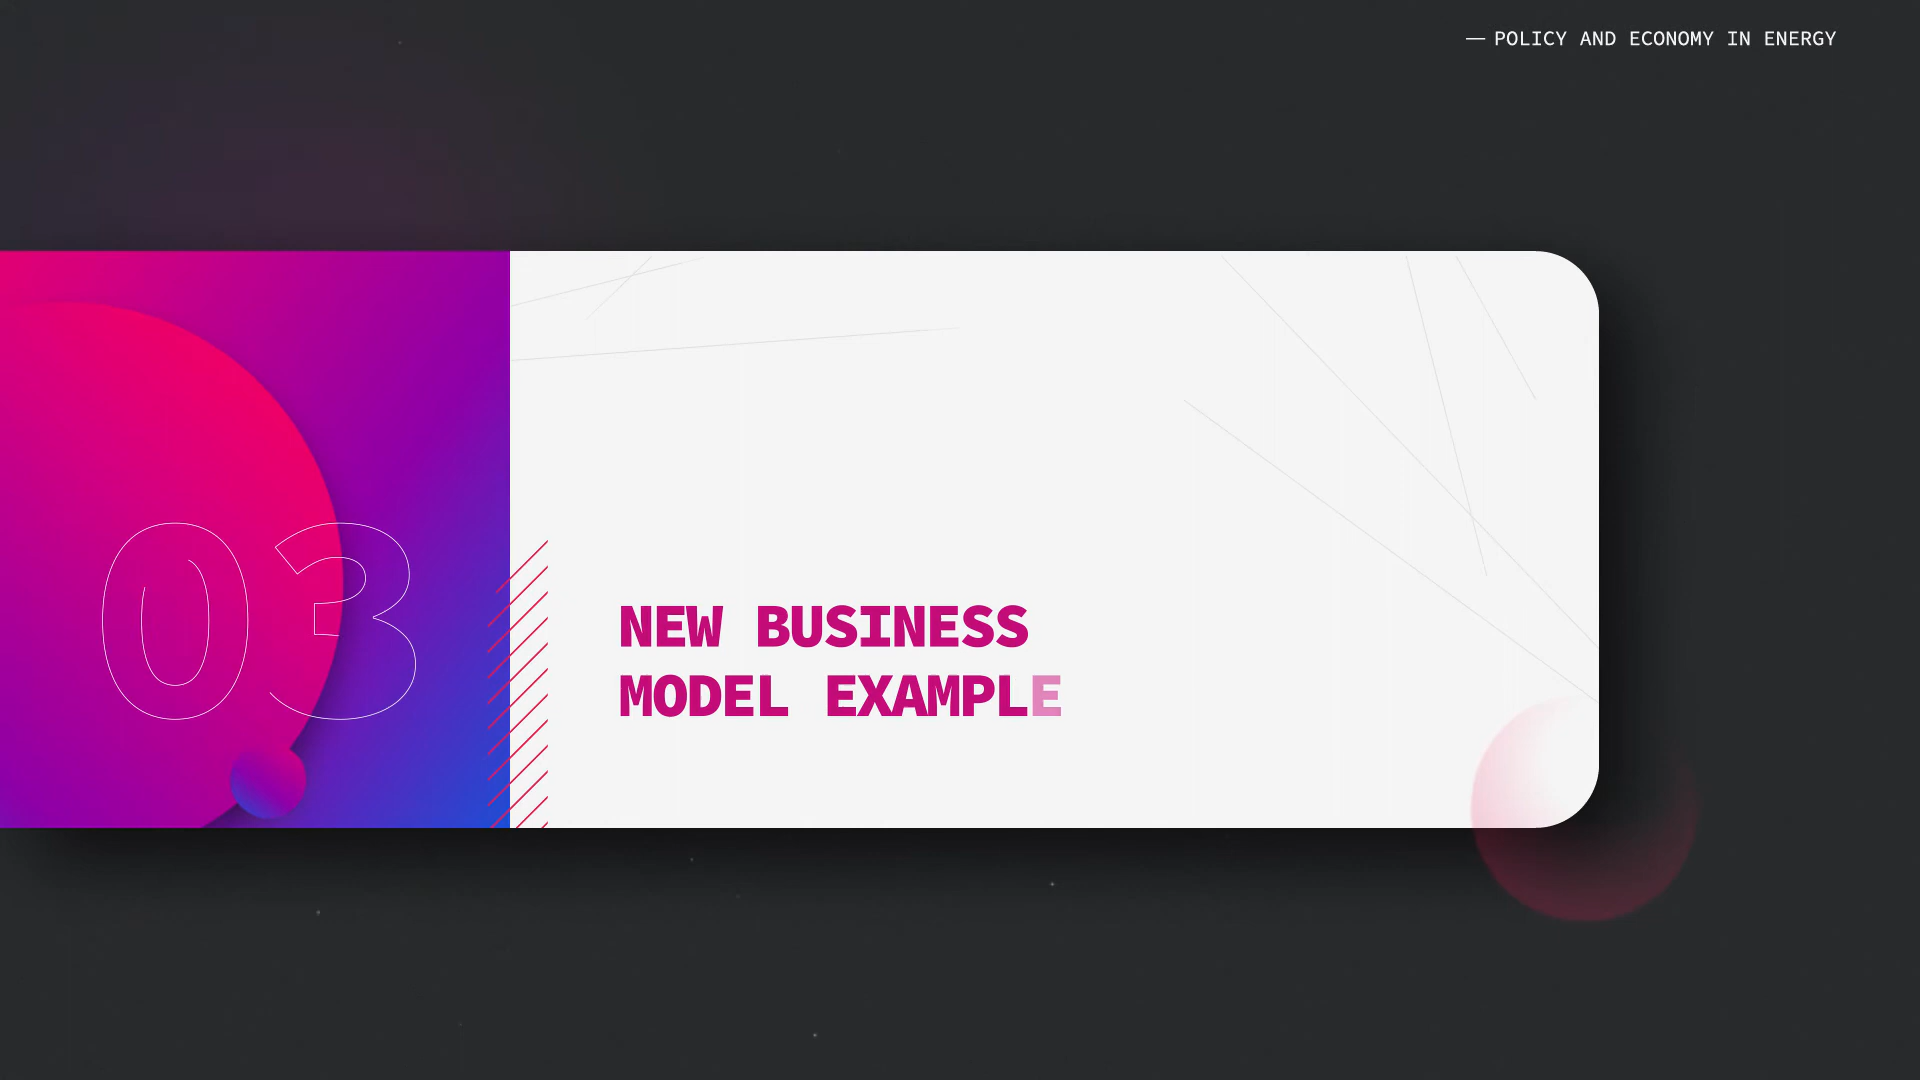 — POLICY AND ECONOMY IN ENERGY
03
NEW BUSINESS
MODEL EXAMPLE